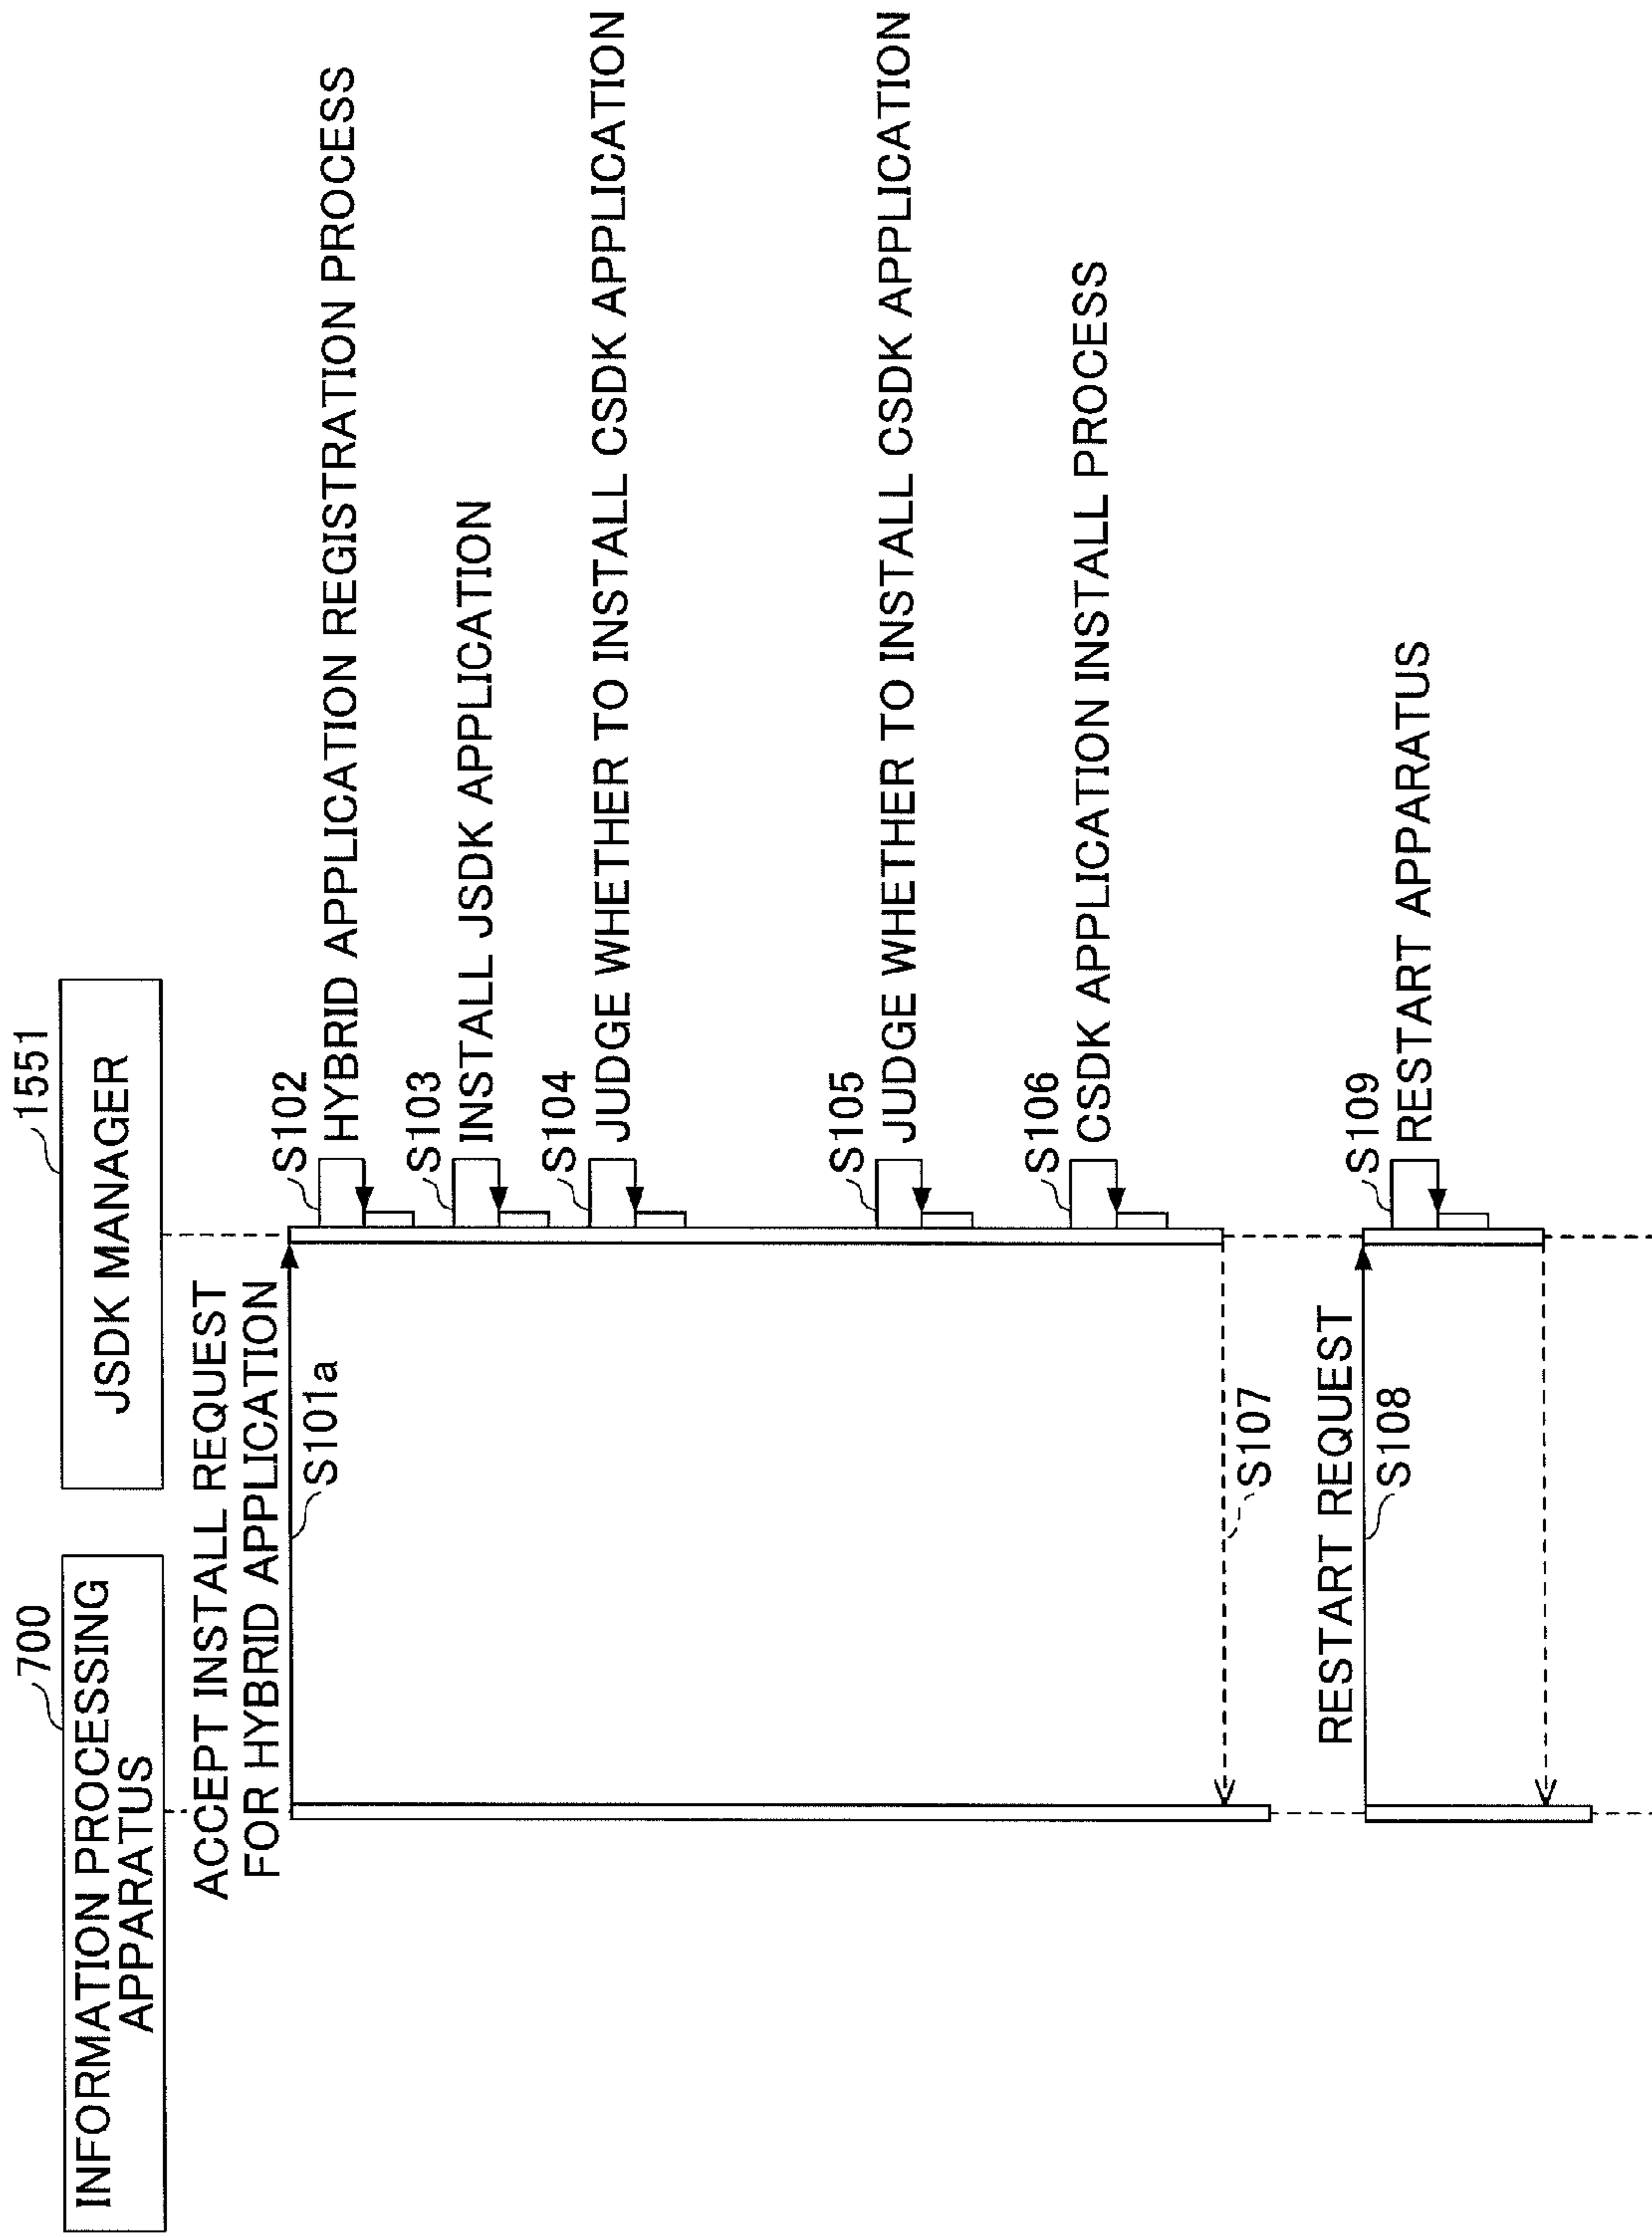 700
INFORMATION PROCESSING
APPARATUS
1551
JSDK MANAGER
ACCEPT INSTALL REQUEST
FOR HYBRID APPLICATION
S101a
S102
HYBRID APPLICATION REGISTRATION PROCESS
S103
INSTALL JSDK APPLICATION
S104
JUDGE WHETHER TO INSTALL CSDK APPLICATION
S105
JUDGE WHETHER TO INSTALL CSDK APPLICATION
S106
CSDK APPLICATION INSTALL PROCESS
S107
RESTART REQUEST
S108
S109
RESTART APPARATUS